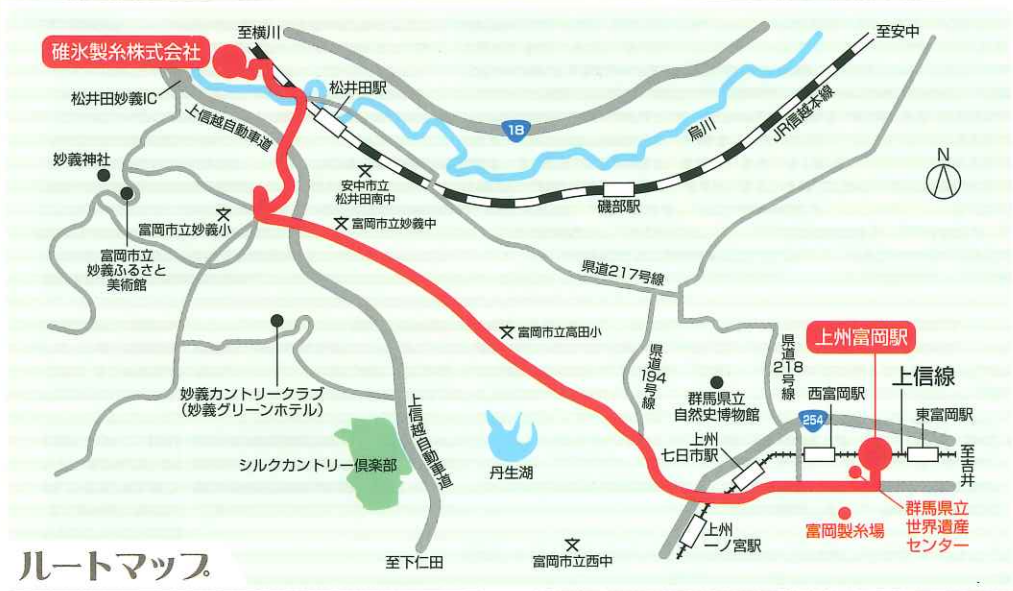 至横川
至安中
碓氷製糸株式会社
松井田妙義IC
松井田駅
上信越自動車道
18
烏川
JR信越本線
妙義神社
安中市立
松井田南中
N
磯部駅
富岡市立妙義小
富岡市立妙義中
富岡市立
妙義ふるさと
美術館
県道217号線
富岡市立高田小
上州富岡駅
県道194号線
県道218号線
群馬県立
自然史博物館
西富岡駅
上信線
東富岡駅
254
妙義カントリークラブ
(妙義グリーンホテル)
上信越自動車道
シルクカントリー倶楽部
丹生湖
上州
七日市駅
至吉井
富岡製糸場
群馬県立
世界遺産
センター
上州
一ノ宮駅
至下仁田
富岡市立西中
ルートマップ